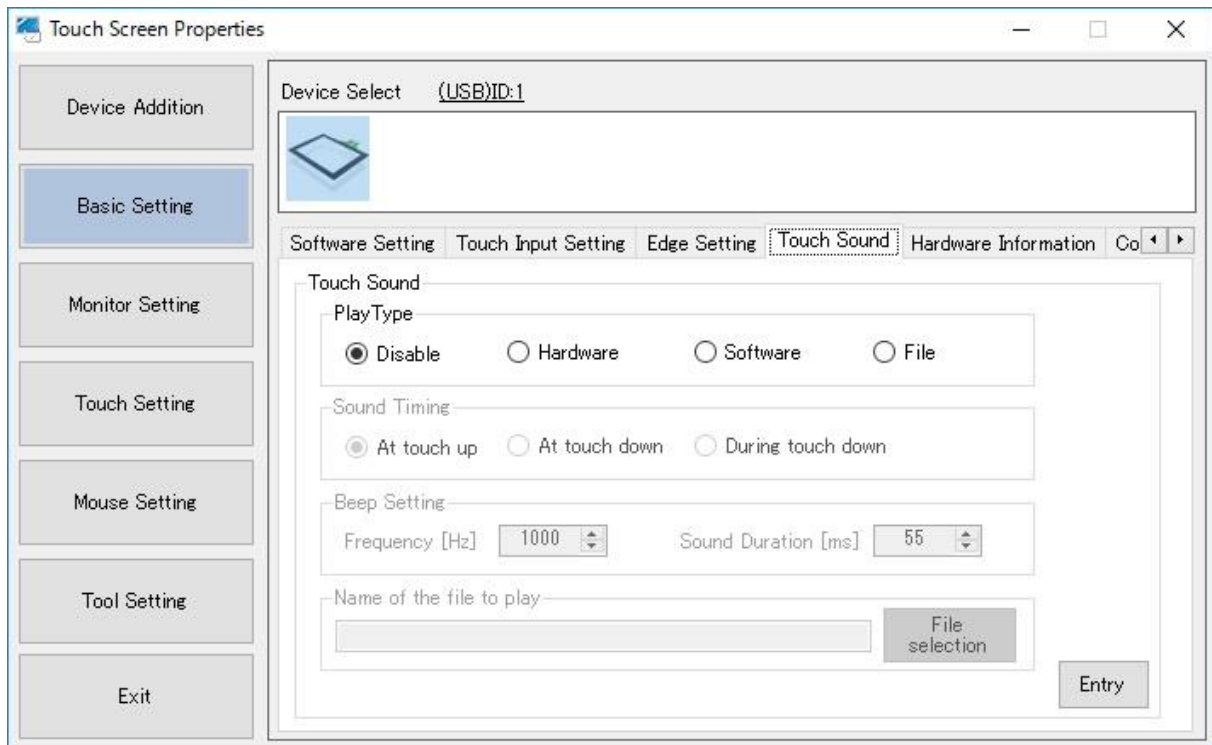 Touch Screen Properties
Device Addition
Basic Setting
Monitor Setting
Touch Setting
Mouse Setting
Tool Setting
Exit
Device Select (USB)ID:1
Software Setting Touch Input Setting Edge Setting Touch Sound Hardware Information Co
Touch Sound
PlayType
Disable Hardware Software File
Sound Timing
At touch up At touch down During touch down
Beep Setting
Frequency [Hz] 1000 Sound Duration [ms] 55
Name of the file to play
File
selection
Entry